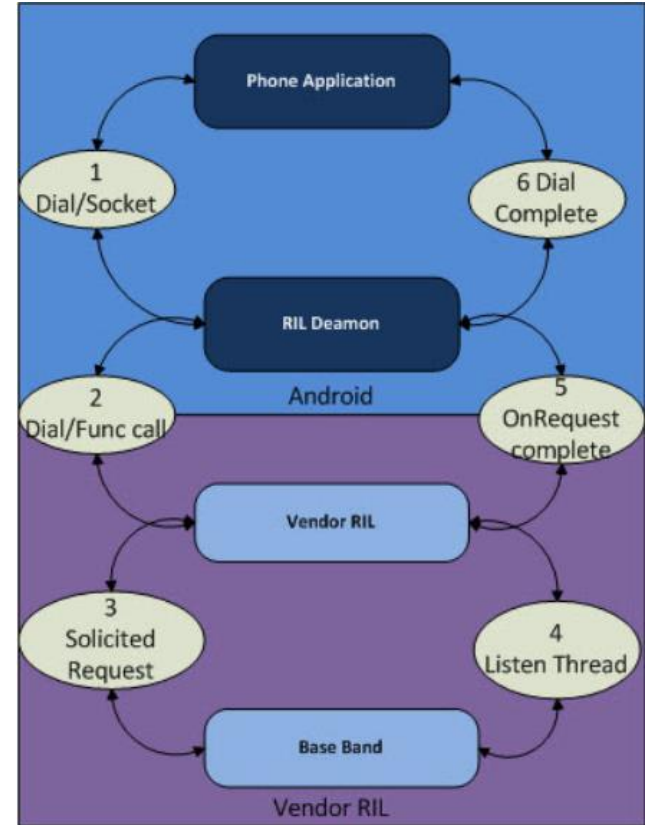 Phone Application
1
Dial/Socket
6 Dial
Complete
RIL Deamon
Android
2
Dial/Func call
5
OnRequest
complete
Vendor RIL
3
Solicited
Request
4
Listen Thread
Base Band
Vendor RIL